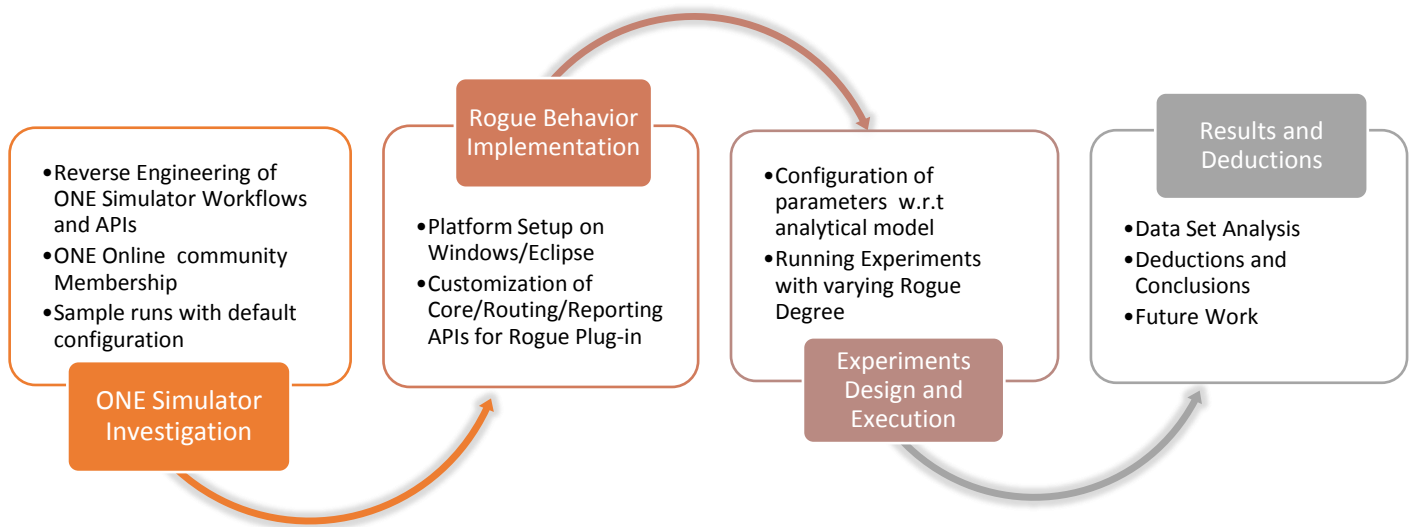 •Reverse Engineering of
ONE Simulator Workflows
and APIs
•ONE Online community
Membership
•Sample runs with default
configuration
ONE Simulator
Investigation
Rogue Behavior
Implementation
•Platform Setup on
Windows/Eclipse
•Customization of
Core/Routing/Reporting
APIs for Rogue Plug-in
•Configuration of
parameters w.r.t
analytical model
•Running Experiments
with varying Rogue
Degree
Experiments
Design and
Execution
Results and
Deductions
•Data Set Analysis
•Deductions and
Conclusions
•Future Work